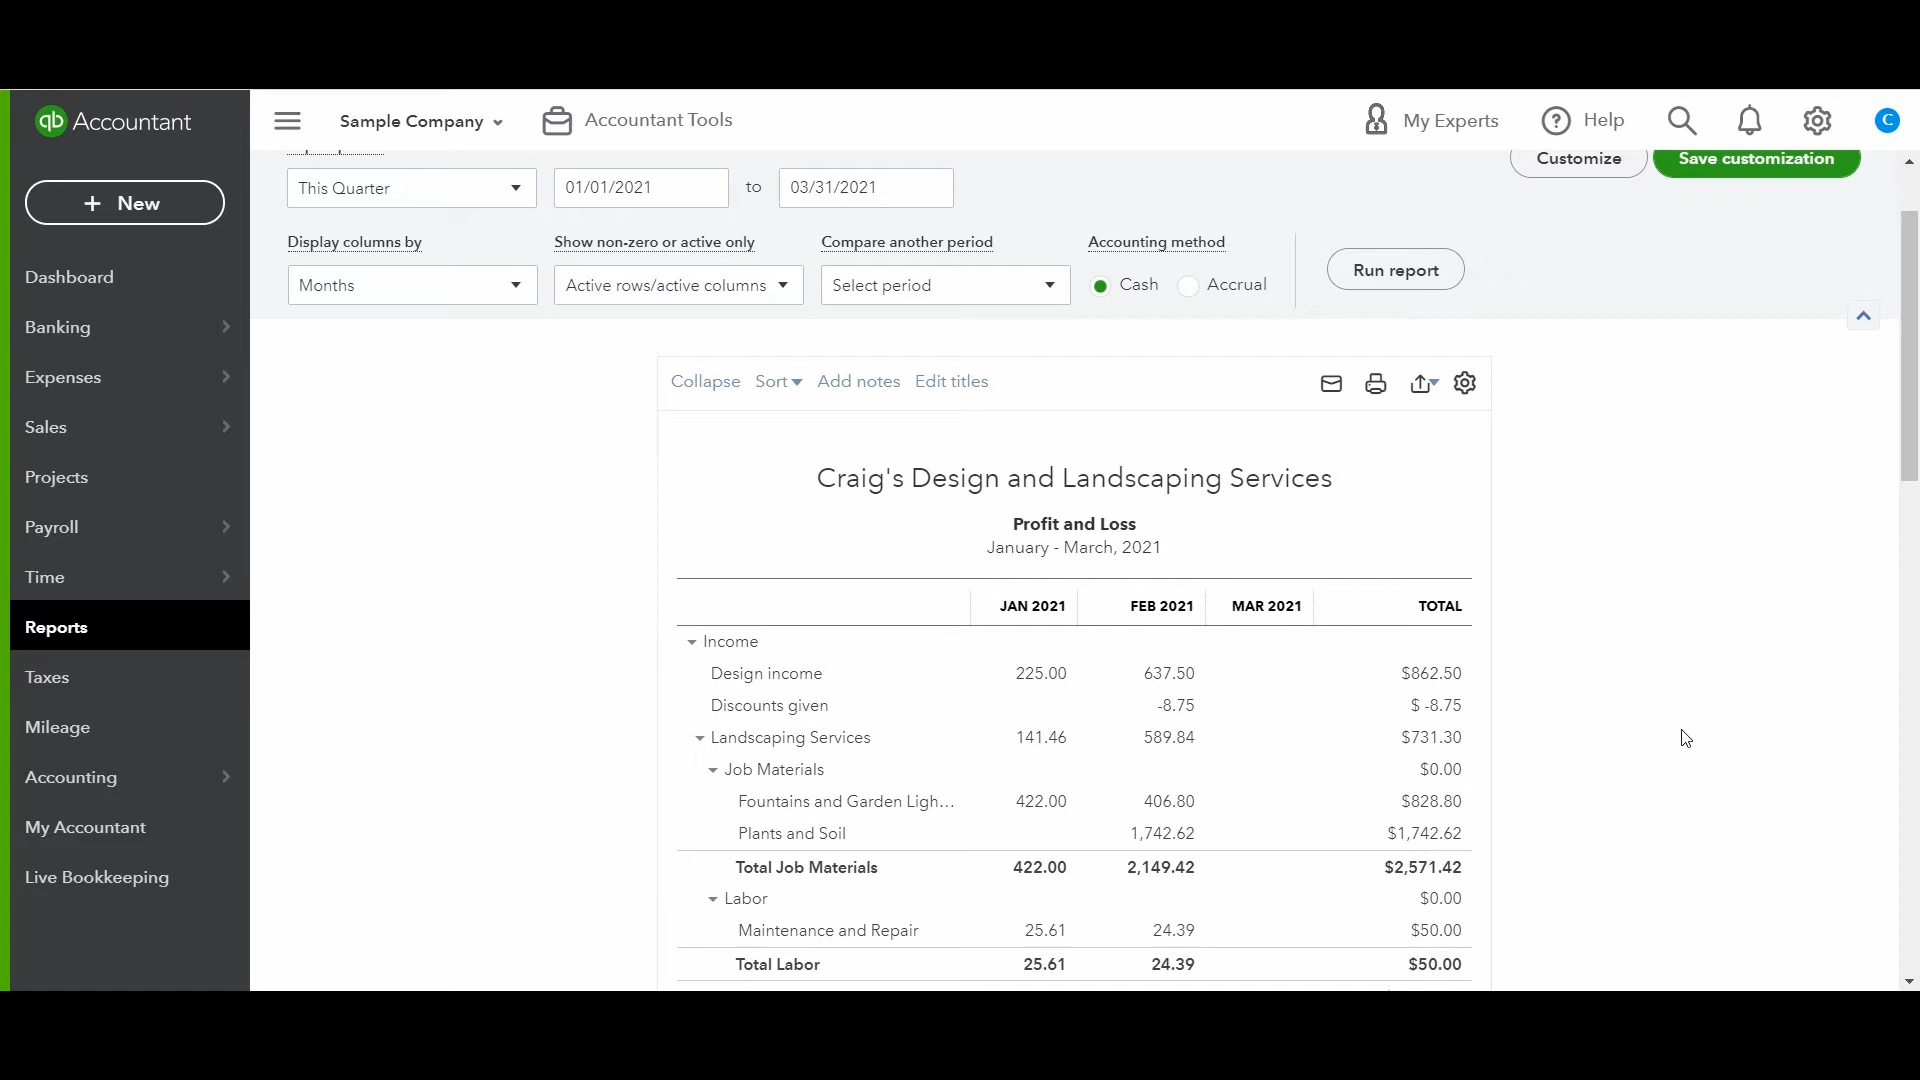 qb Accountant
Sample Company
Accountant Tools
My Experts
Help
C
+ New
Dashboard
Banking
Expenses
Sales
Projects
Payroll
Time
Reports
Taxes
Mileage
Accounting
My Accountant
Live Bookkeeping
Customize
Save customization
This Quarter 01/01/2021 to 03/31/2021
Display columns by Show non-zero or active only Compare another period Accounting method
Months Active rows/active columns Select period Cash Accrual
Run report
Collapse Sort Add notes Edit titles
Craig's Design and Landscaping Services
Profit and Loss
January - March, 2021
JAN 2021 FEB 2021 MAR 2021 TOTAL
Income
Design income 225.00 637.50 $862.50
Discounts given -8.75 $ -8.75
Landscaping Services 141.46 589.84 $731.30
Job Materials $0.00
Fountains and Garden Ligh... 422.00 406.80 $828.80
Plants and Soil 1,742.62 $1,742.62
Total Job Materials 422.00 2,149.42 $2,571.42
Labor $0.00
Maintenance and Repair 25.61 24.39 $50.00
Total Labor 25.61 24.39 $50.00